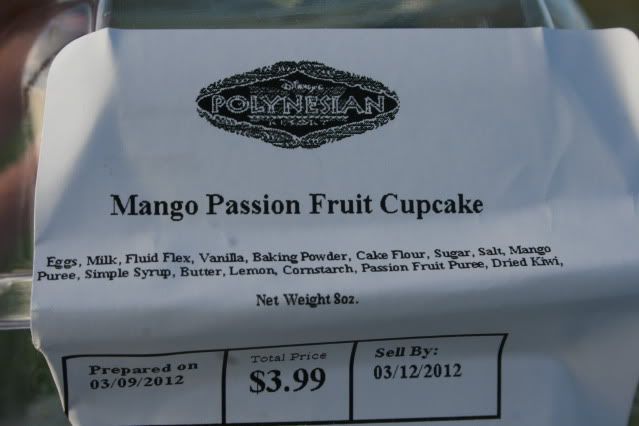 Disney's
POLYNESIAN
RESORT
Mango Passion Fruit Cupcake
Eggs, Milk, Fluid Flex, Vanilla, Baking Powder, Cake Flour, Sugar, Salt, Mango
Puree, Simple Syrup, Butter, Lemon, Cornstarch, Passion Fruit Puree, Dried Kiwi,
Net Weight 8oz.
Prepared on
03/09/2012
Total Price
$3.99
Sell By:
03/12/2012